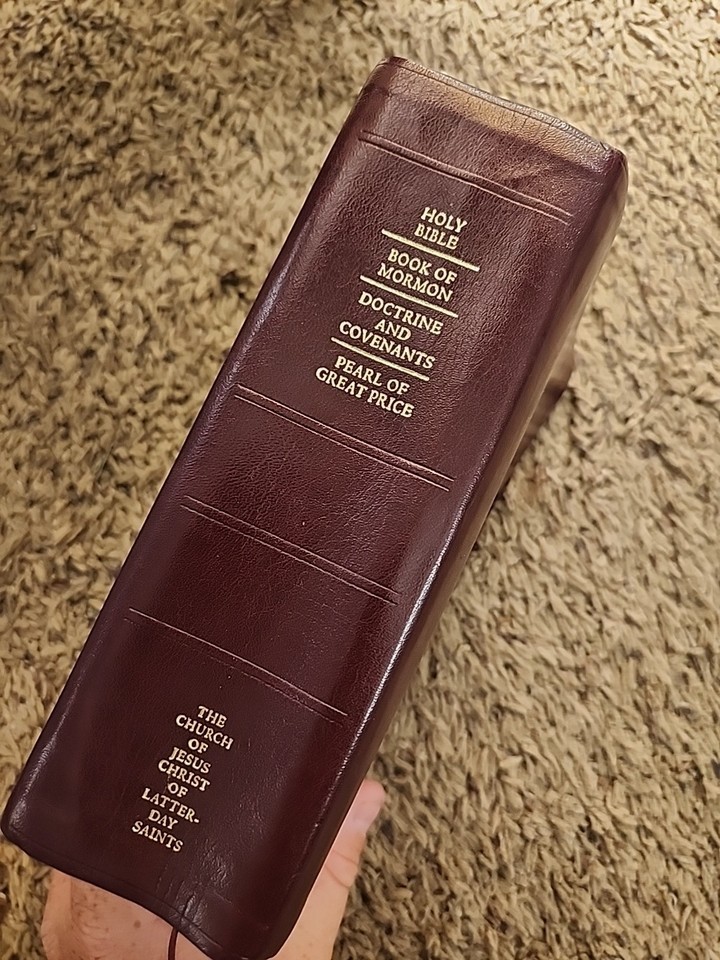 HOLY
BIBLE
BOOK OF
MORMON
DOCTRINE
AND
COVENANTS
PEARL OF
GREAT PRICE
THE
CHURCH
OF
JESUS
CHRIST
OF
LATTER-
DAY
SAINTS